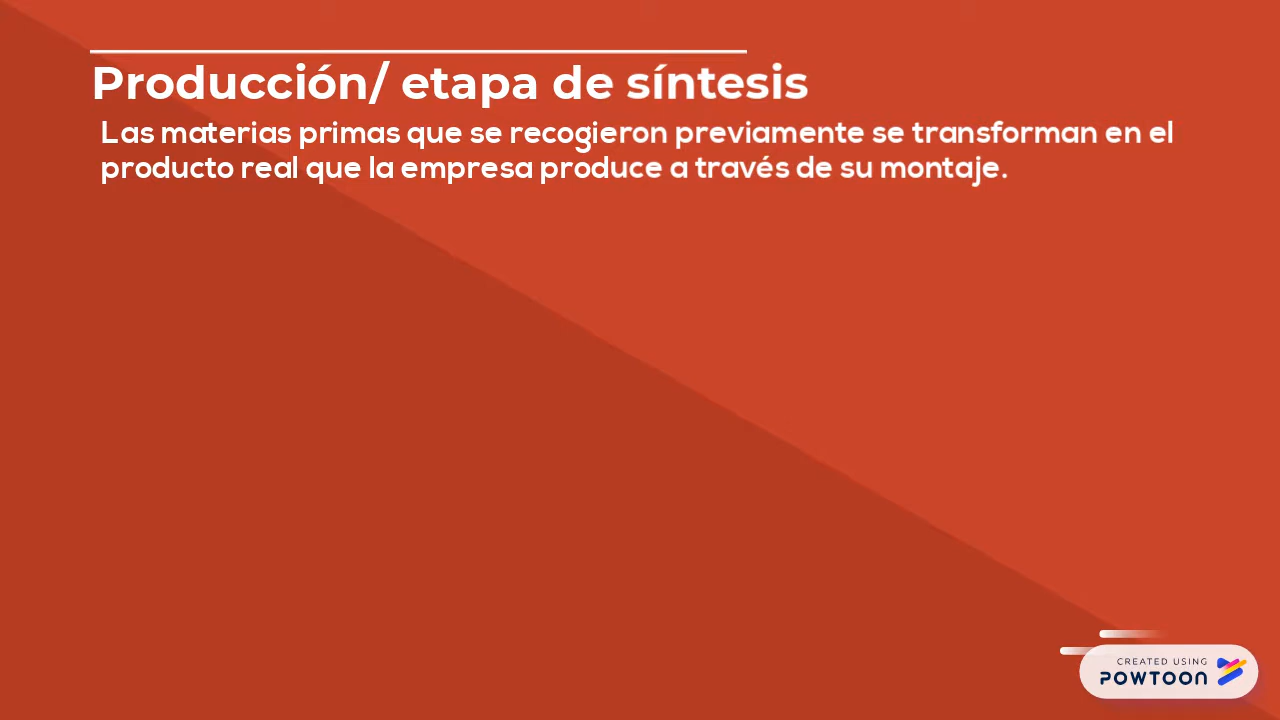 Producción/ etapa de síntesis
Las materias primas que se recogieron previamente se transforman en el
producto real que la empresa produce a través de su montaje.
CREATED USING
POWTOON